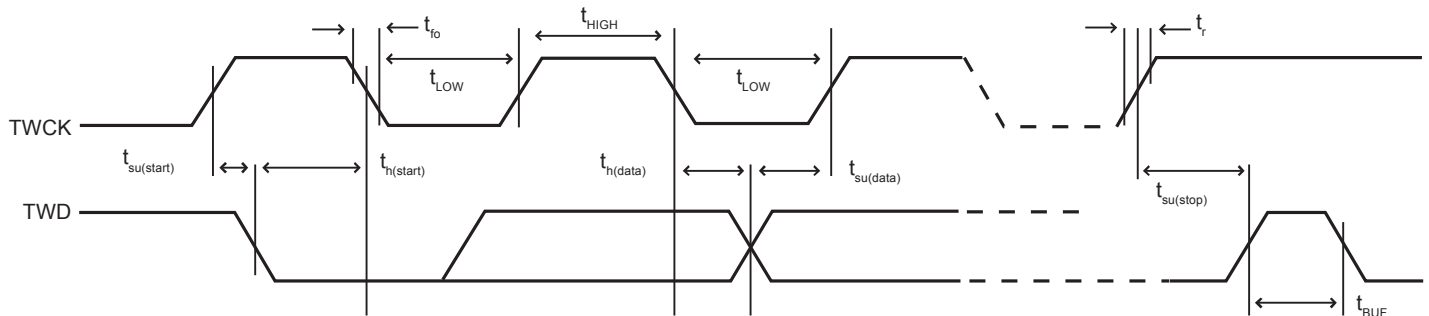 t_fo
t_HIGH
t_r
t_LOW
t_LOW
TWCK
t_su(start)
t_h(start)
t_h(data)
t_su(data)
t_su(stop)
TWD
t_BUF